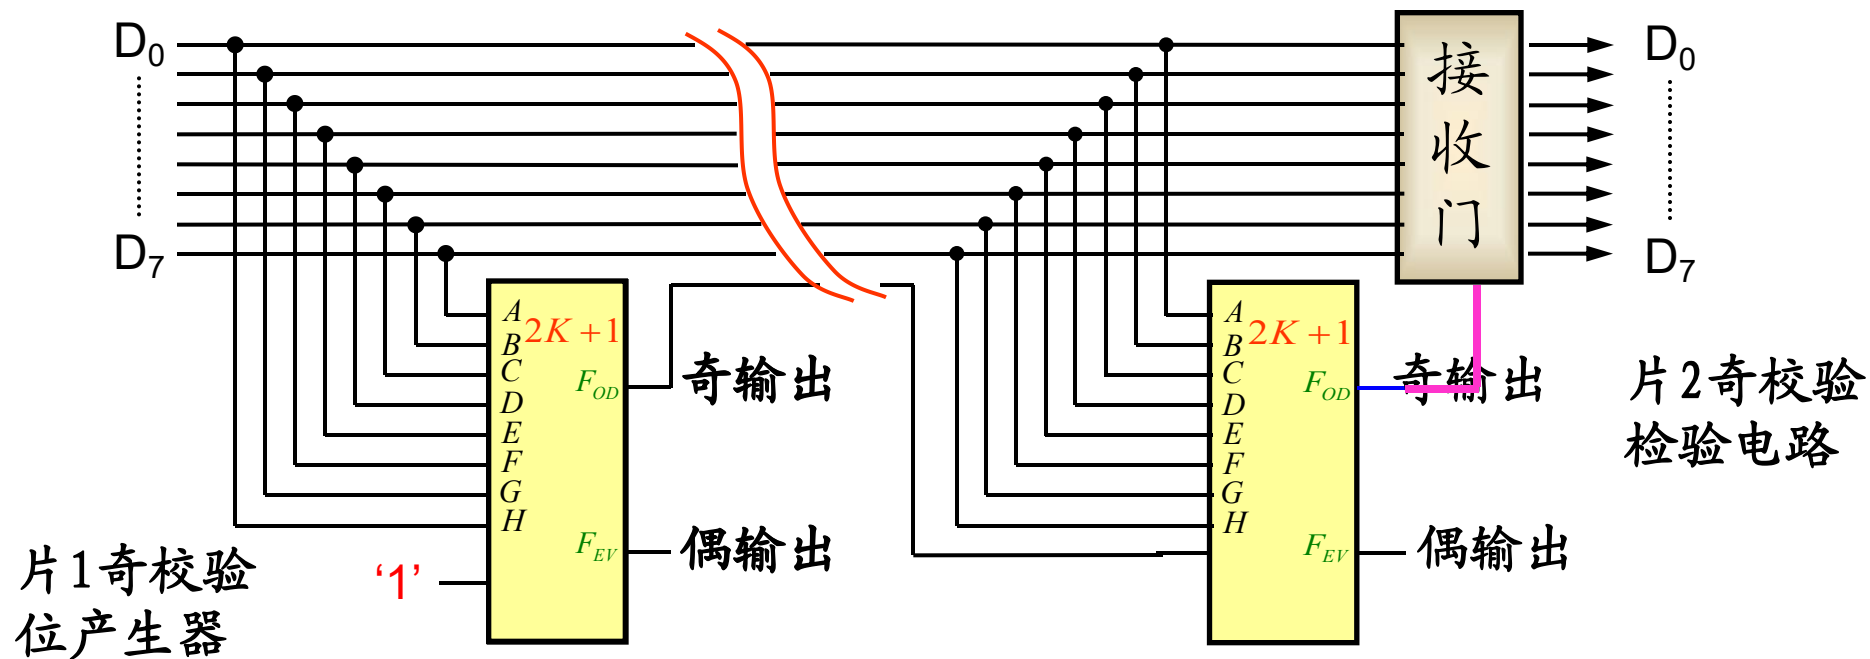 D0
D7
接
收
门
D0
D7
A
B
C
D
E
F
G
H
2K+1
FOD
FEV
奇输出
偶输出
'1'
片1奇校验
位产生器
A
B
C
D
E
F
G
H
2K+1
FOD
FEV
奇输出
偶输出
片2奇校验
检验电路